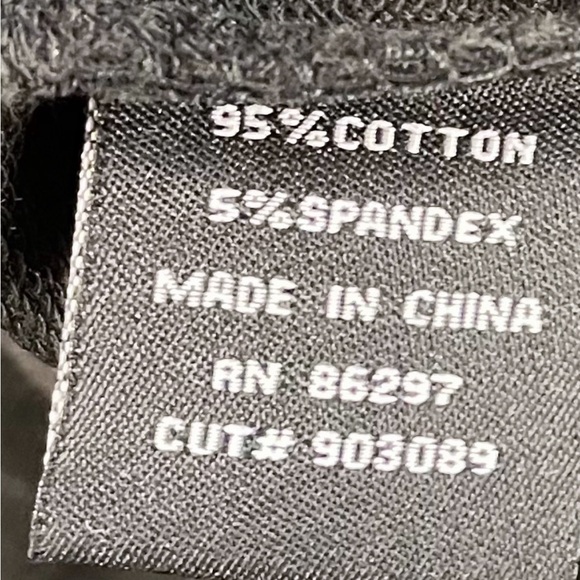 95%COTTON
5%SPANDEX
MADE IN CHINA
RN 86297
CUT# 903089